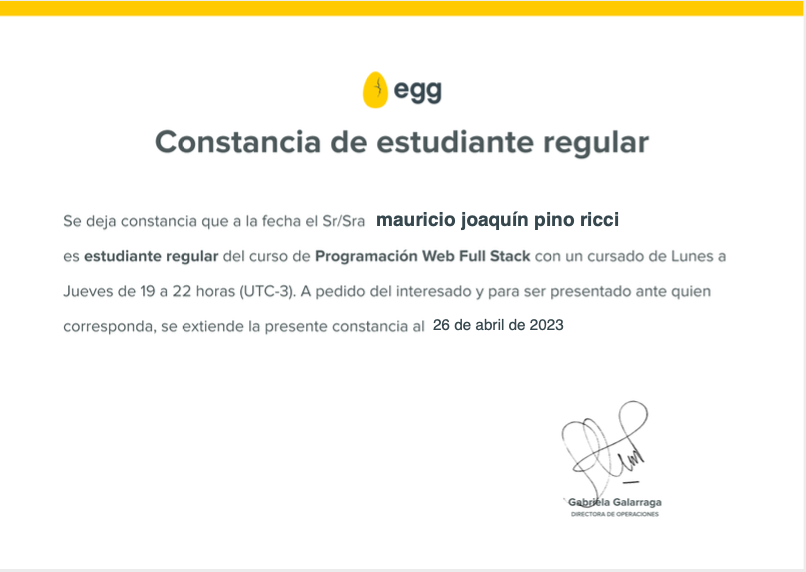 egg
Constancia de estudiante regular
Se deja constancia que a la fecha el Sr/Sra mauricio joaquín pino ricci
es estudiante regular del curso de Programación Web Full Stack con un cursado de Lunes a
Jueves de 19 a 22 horas (UTC-3). A pedido del interesado y para ser presentado ante quien
corresponda, se extiende la presente constancia al 26 de abril de 2023
Gabriela Galarraga
DIRECTORA DE OPERACIONES